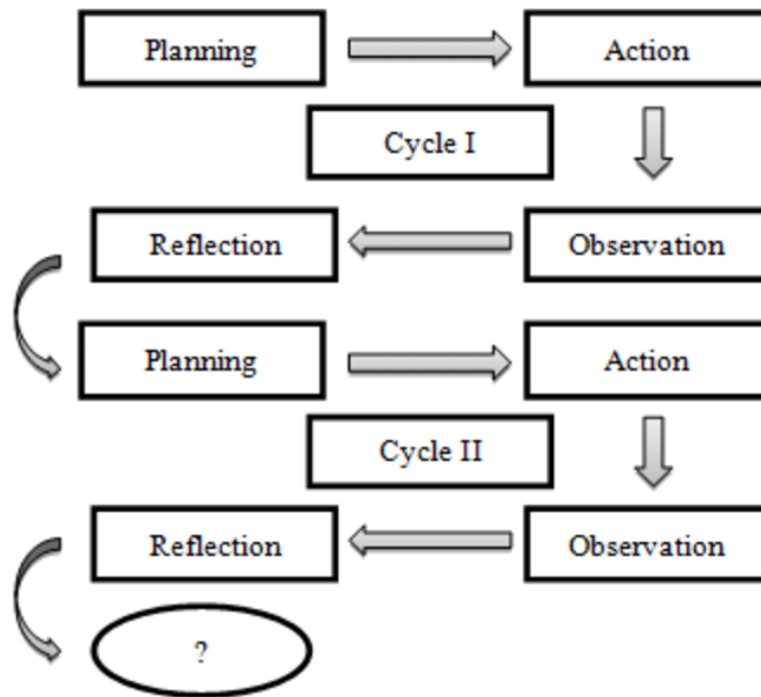 Planning
Action
Cycle I
Reflection
Observation
Planning
Action
Cycle II
Reflection
Observation
?